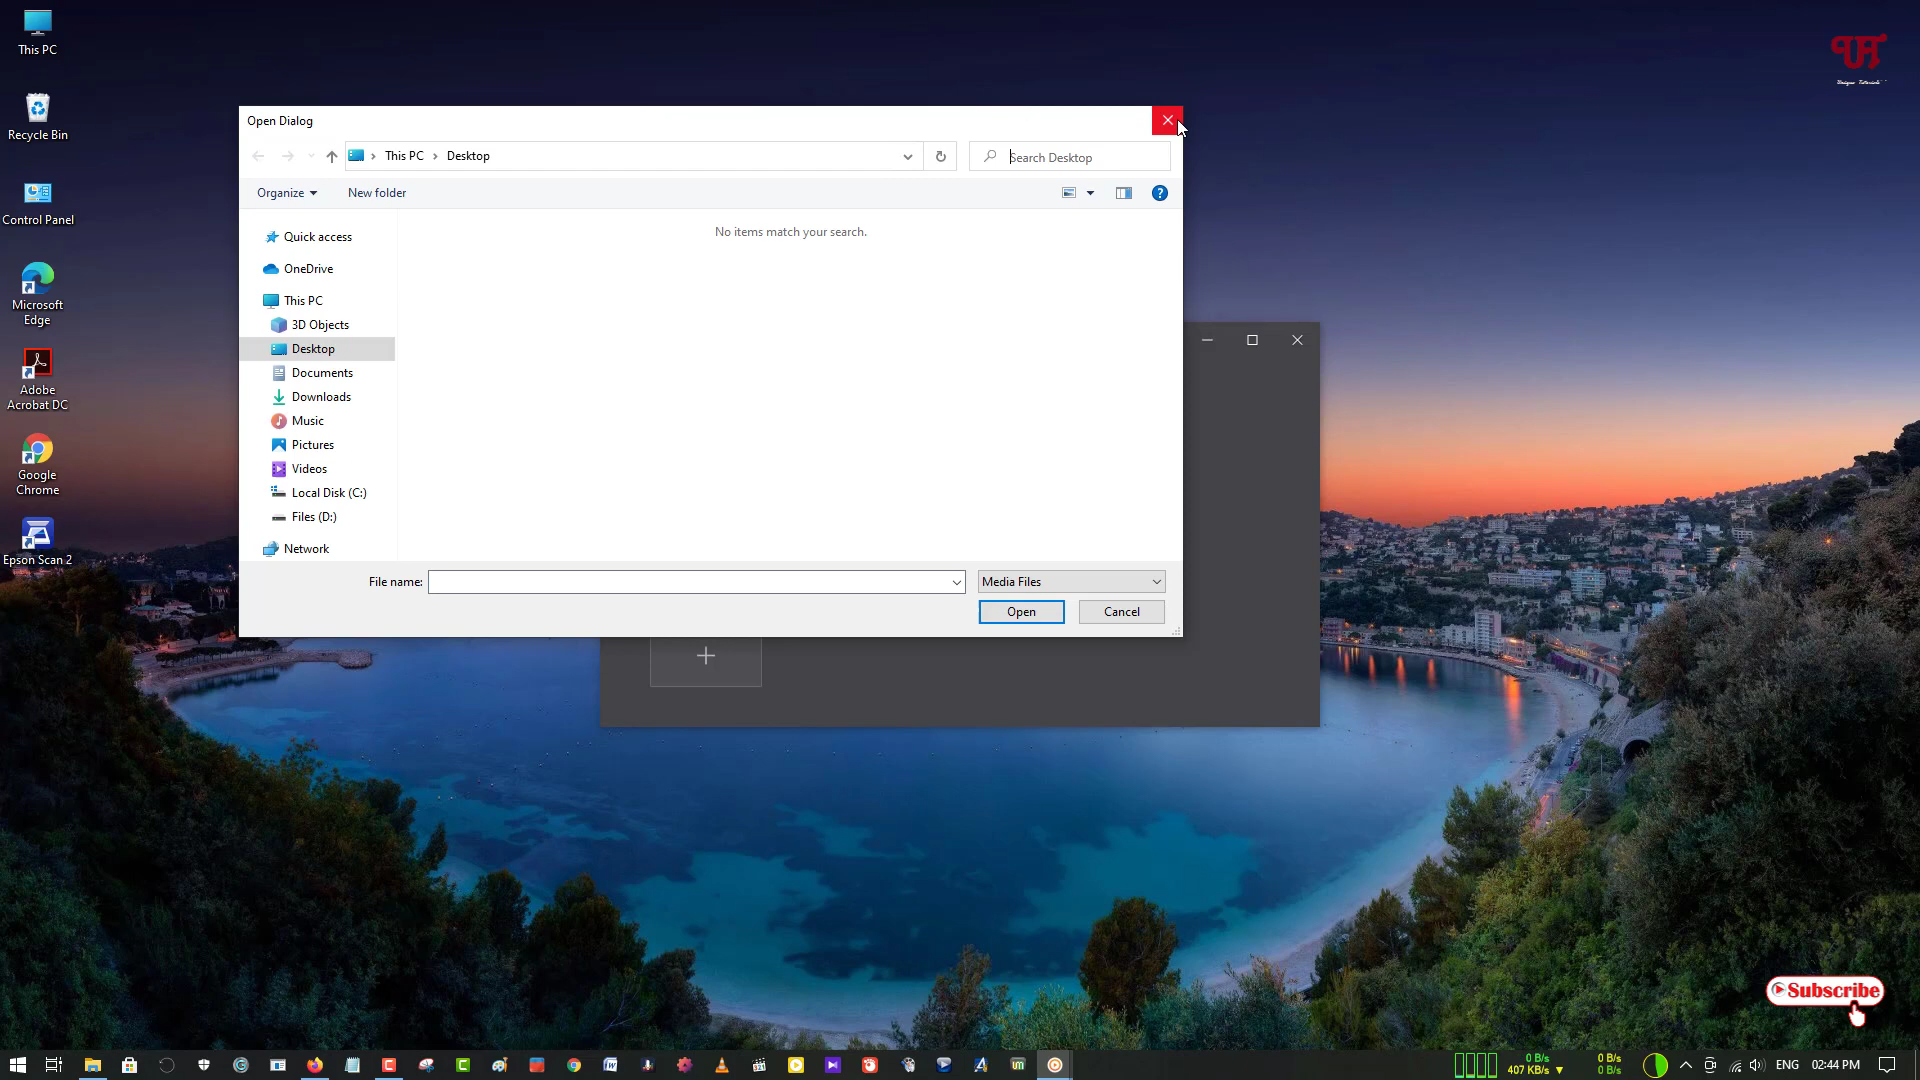 This PC
Recycle Bin
Control Panel
Microsoft
Edge
Adobe
Acrobat DC
Google
Chrome
Epson Scan 2
Open Dialog
This PC
Desktop
Search Desktop
Organize
New folder
No items match your search.
Quick access
OneDrive
This PC
3D Objects
Desktop
Documents
Downloads
Music
Pictures
Videos
Local Disk (C:)
Files (D:)
Network
File name:
Media Files
Open
Cancel
Unique Tutorials
Subscribe
0 B/s
407 KB/s
0 B/s
0 B/s
ENG
02:44 PM